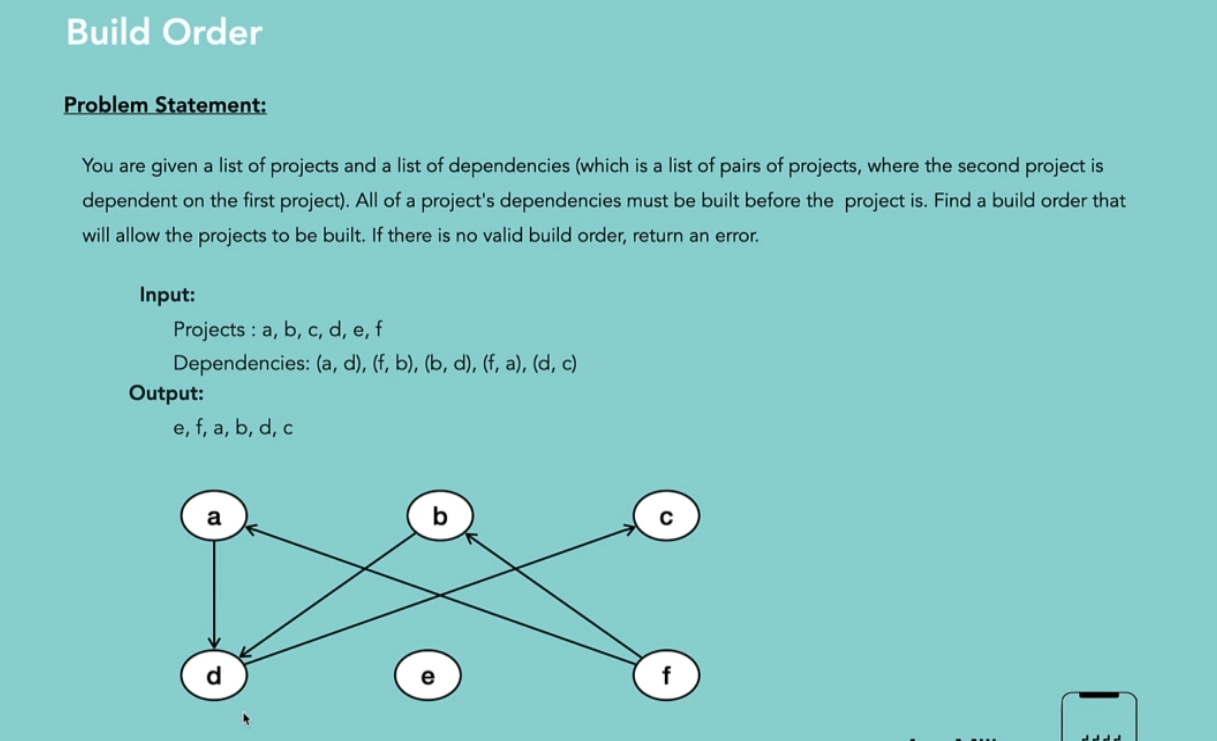 Build Order
Problem Statement:
You are given a list of projects and a list of dependencies (which is a list of pairs of projects, where the second project is
dependent on the first project). All of a project's dependencies must be built before the project is. Find a build order that
will allow the projects to be built. If there is no valid build order, return an error.
Input:
Projects : a, b, c, d, e, f
Dependencies: (a, d), (f, b), (b, d), (f, a), (d, c)
Output:
e, f, a, b, d, c
a b c
d e f